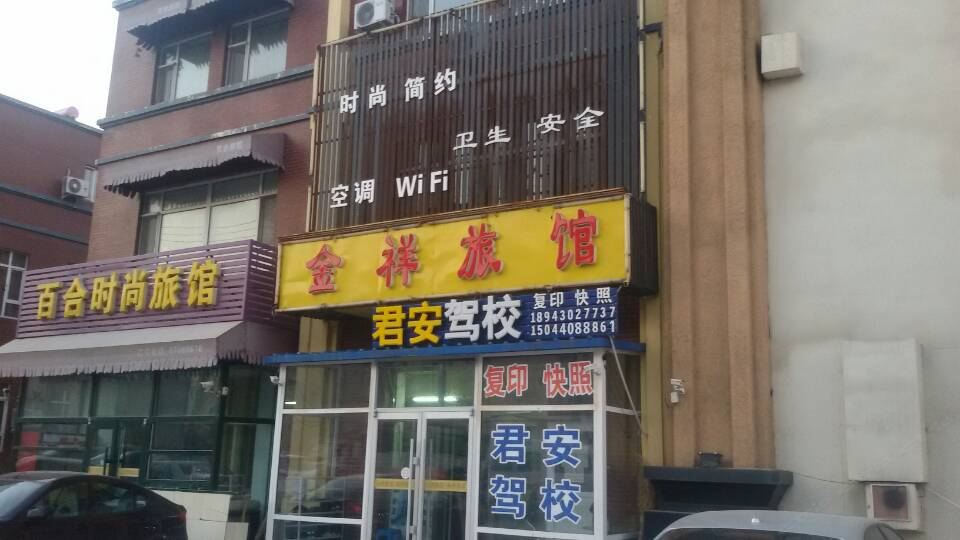 时尚 简约
卫生 安全
空调 WiFi
金祥旅馆
百合时尚旅馆
君安驾校
复印 快照
18943027737
15044088861
复印 快照
君安
驾校